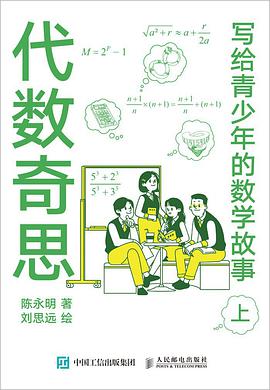 代数奇思
写给青少年的数学故事
上
√a²+r ≈ a + r/2a
M = 2ᴾ − 1
n+1/n × (n+1) = n+1/n + (n+1)
5³ + 2³
5³ + 3³
陈永明 著
刘思远 绘
中国工信出版集团
人民邮电出版社
POSTS & TELECOM PRESS